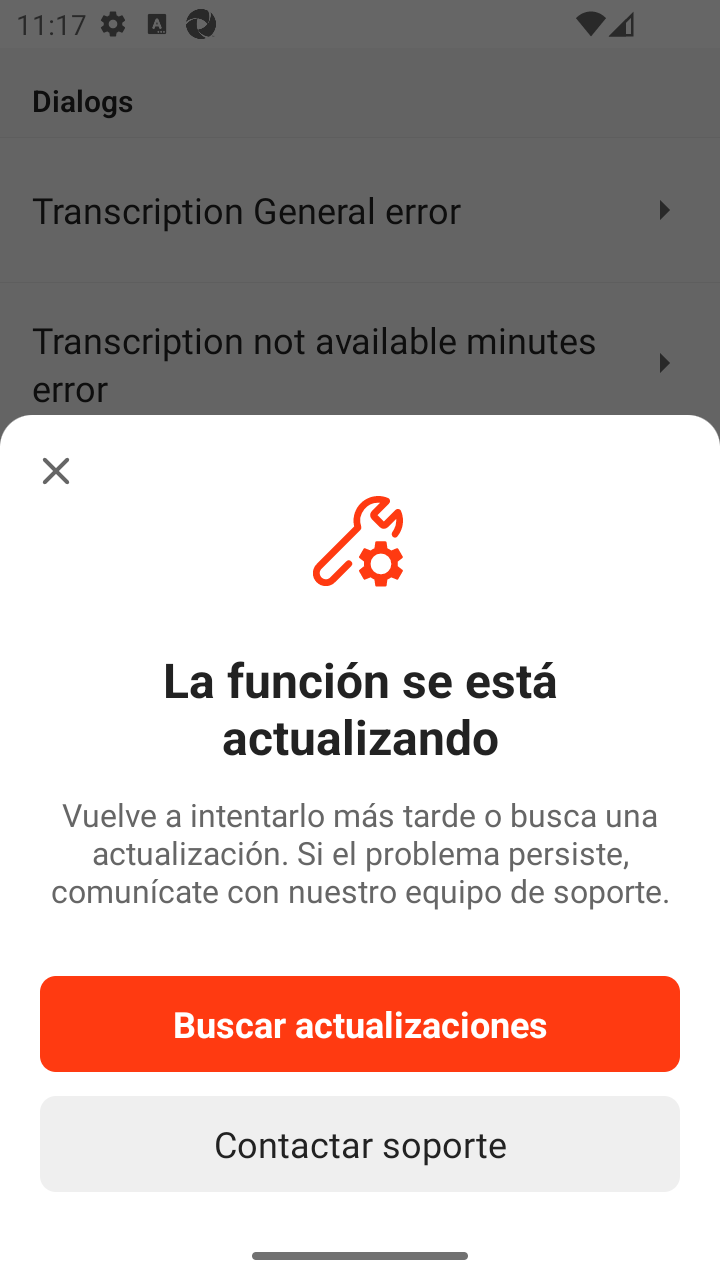 11:17
Dialogs
Transcription General error
Transcription not available minutes
error
La función se está
actualizando
Vuelve a intentarlo más tarde o busca una
actualización. Si el problema persiste,
comunícate con nuestro equipo de soporte.
Buscar actualizaciones
Contactar soporte